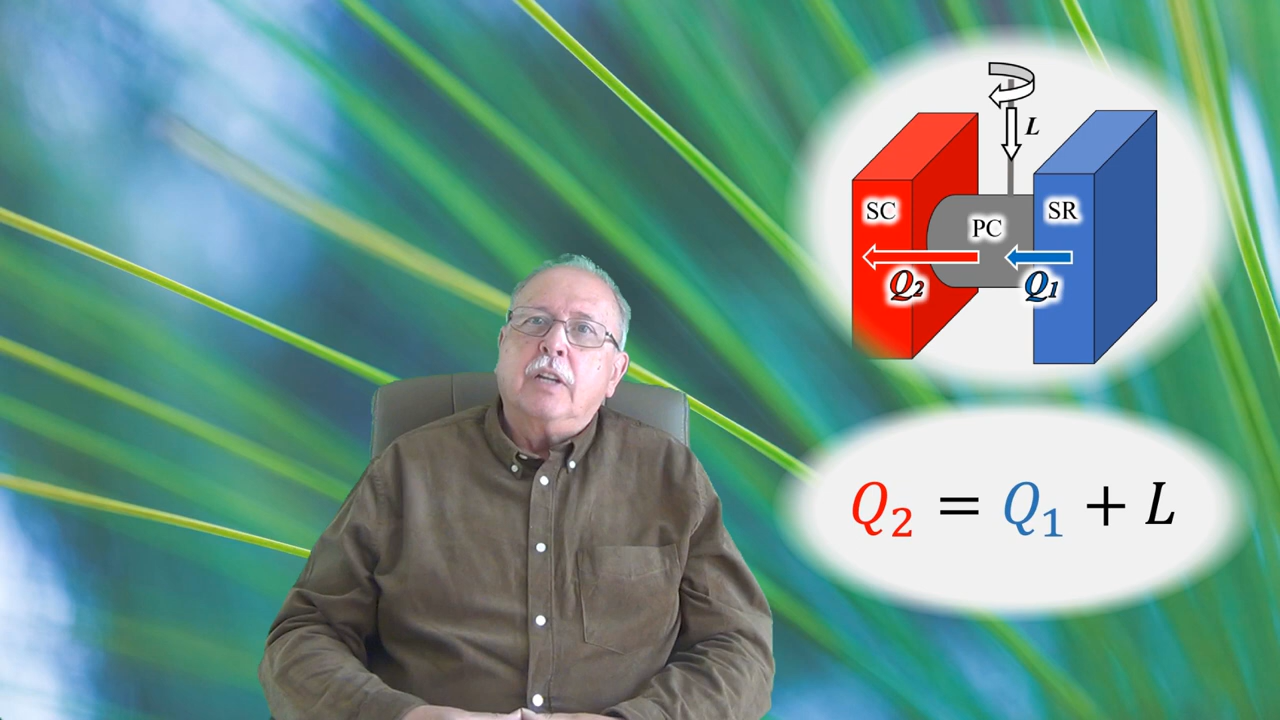 L
SC
PC
SR
Q2
Q1
Q₂ = Q₁ + L